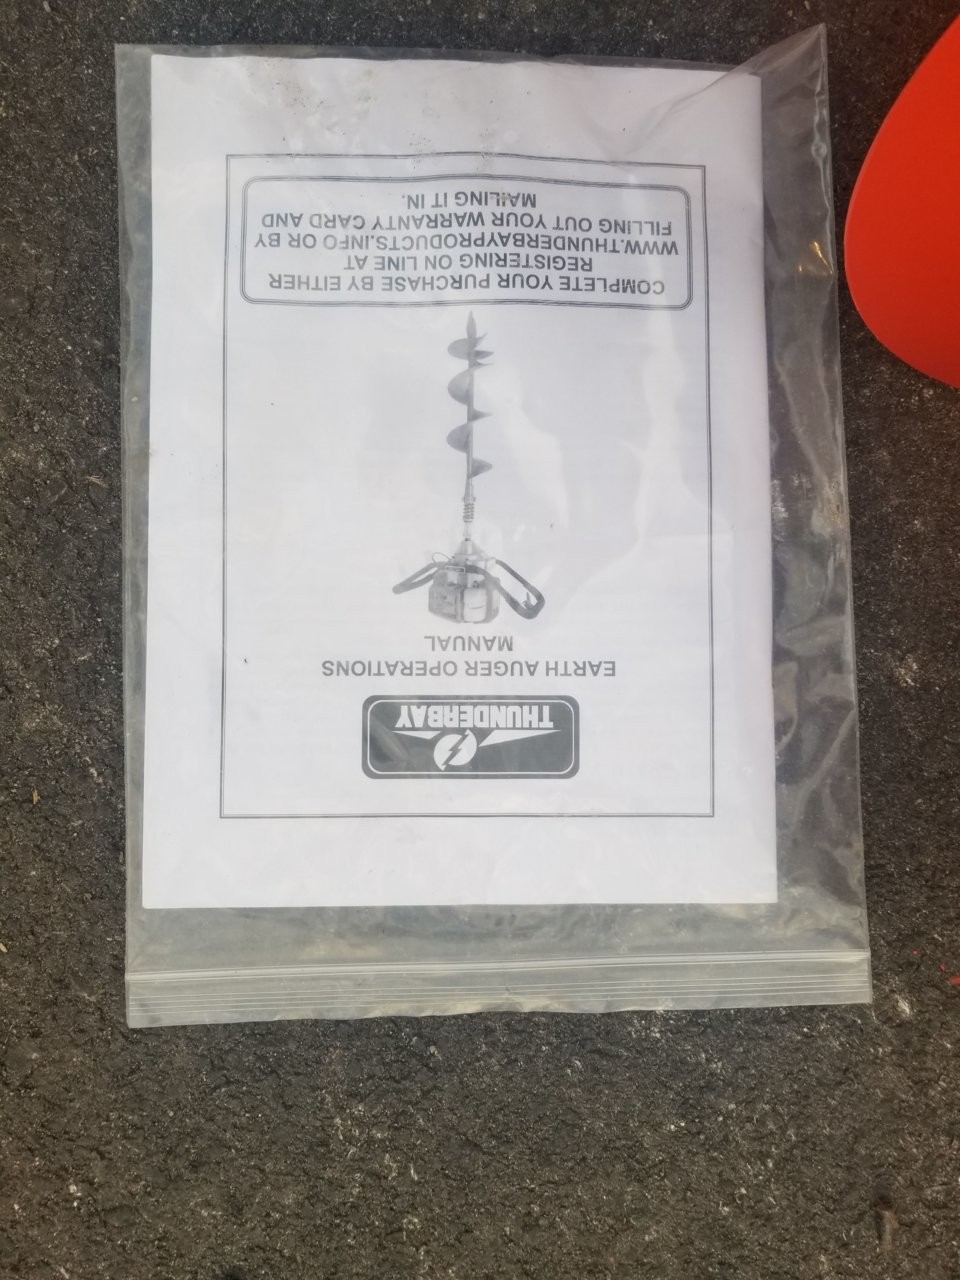 THUNDERBAY
EARTH AUGER OPERATIONS
MANUAL
COMPLETE YOUR PURCHASE BY EITHER
REGISTERING ON LINE AT
WWW.THUNDERBAYPRODUCTS.INFO OR BY
FILLING OUT YOUR WARRANTY CARD AND
MAILING IT IN.